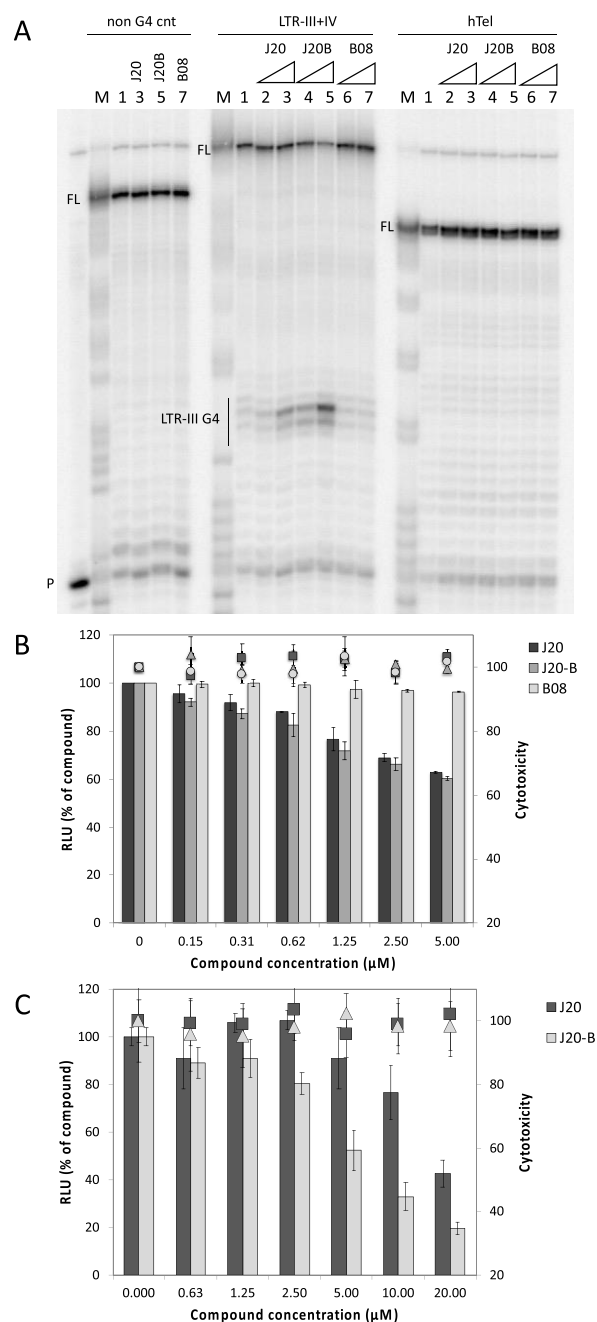 A
non G4 cnt LTR-III+IV hTel
J20 J20B B08 J20 J20B B08 J20 J20B B08
M 1 3 5 7 M 1 2 3 4 5 6 7 M 1 2 3 4 5 6 7
FL
FL
FL
LTR-III G4
P
B
120
100
80
60
40
20
0
RLU (% of compound)
100
80
60
40
20
Cytotoxicity
J20
J20-B
B08
0 0.15 0.31 0.62 1.25 2.50 5.00
Compound concentration (μM)
C
120
100
80
60
40
20
0
RLU (% of compound)
100
80
60
40
20
Cytotoxicity
J20
J20-B
0.000 0.63 1.25 2.50 5.00 10.00 20.00
Compound concentration (μM)